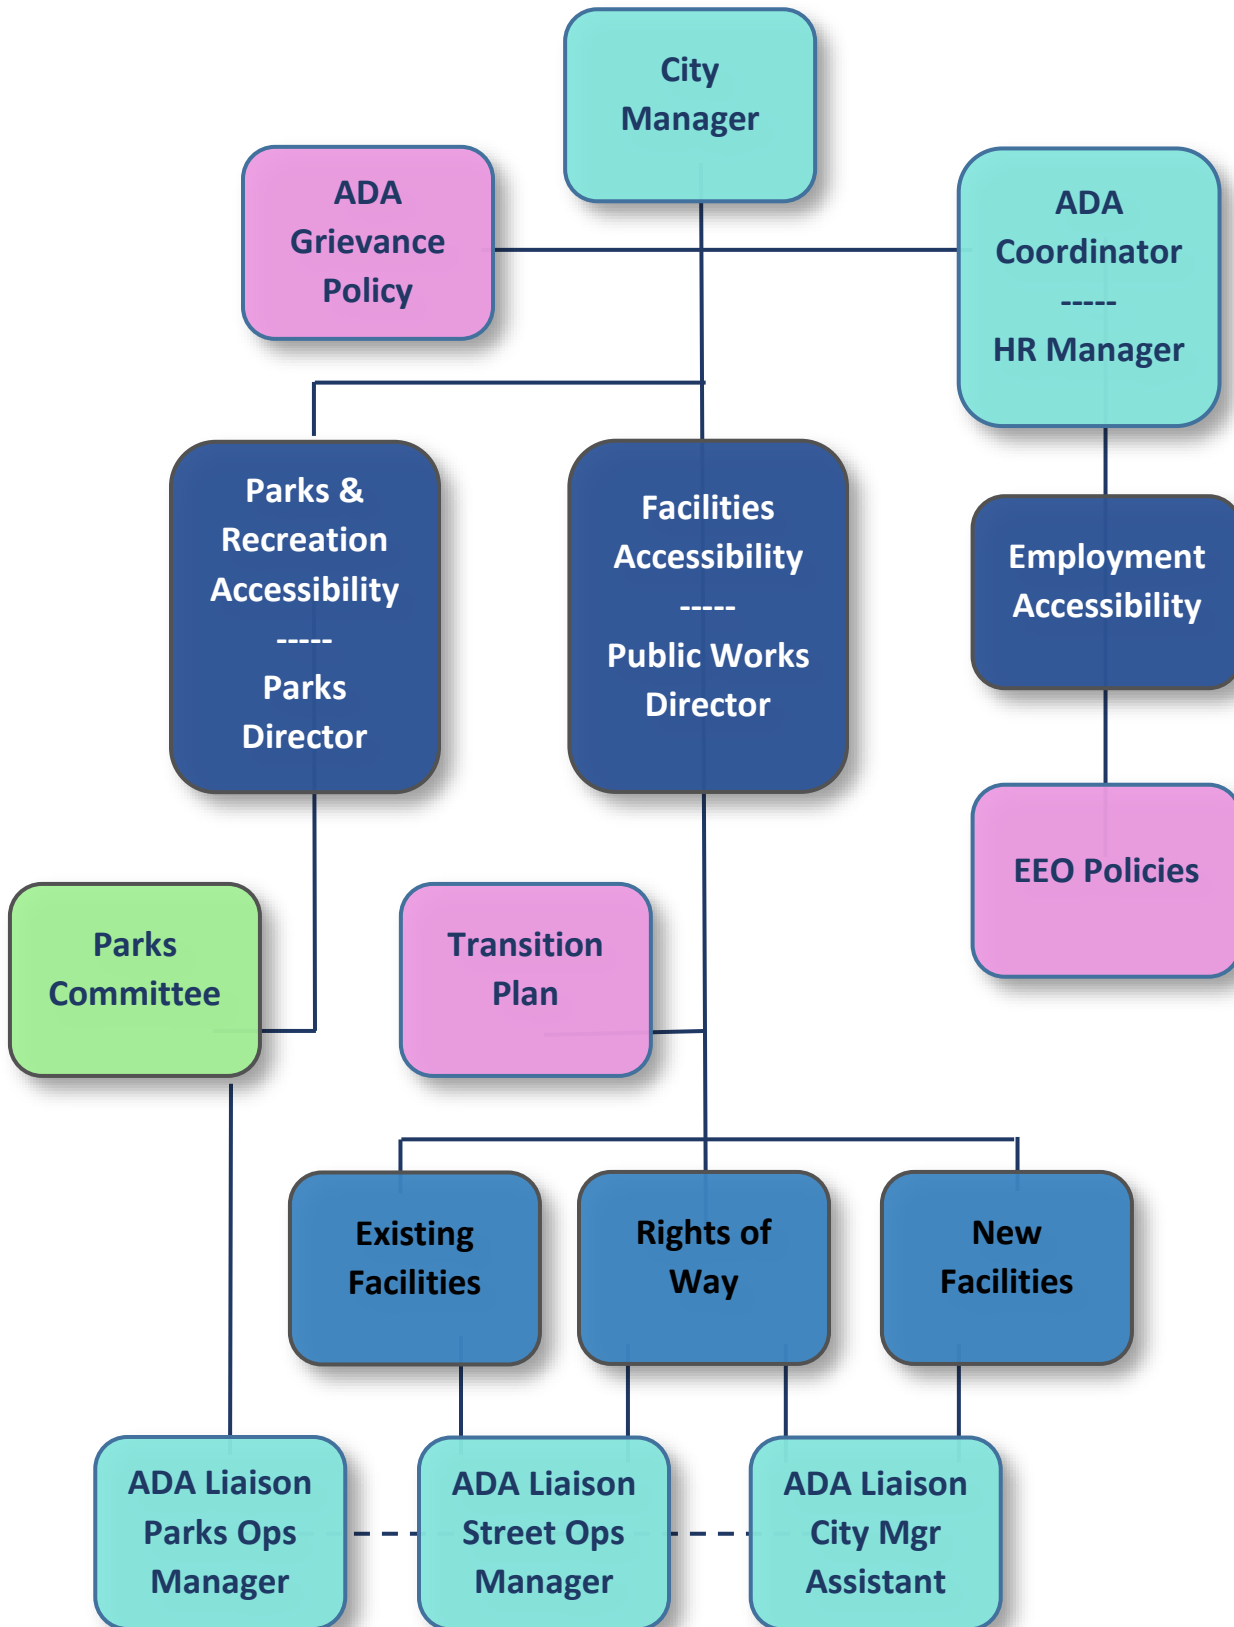 City
Manager
ADA
Grievance
Policy
ADA
Coordinator
-----
HR Manager
Parks &
Recreation
Accessibility
-----
Parks
Director
Facilities
Accessibility
-----
Public Works
Director
Employment
Accessibility
EEO Policies
Parks
Committee
Transition
Plan
Existing
Facilities
Rights of
Way
New
Facilities
ADA Liaison
Parks Ops
Manager
ADA Liaison
Street Ops
Manager
ADA Liaison
City Mgr
Assistant